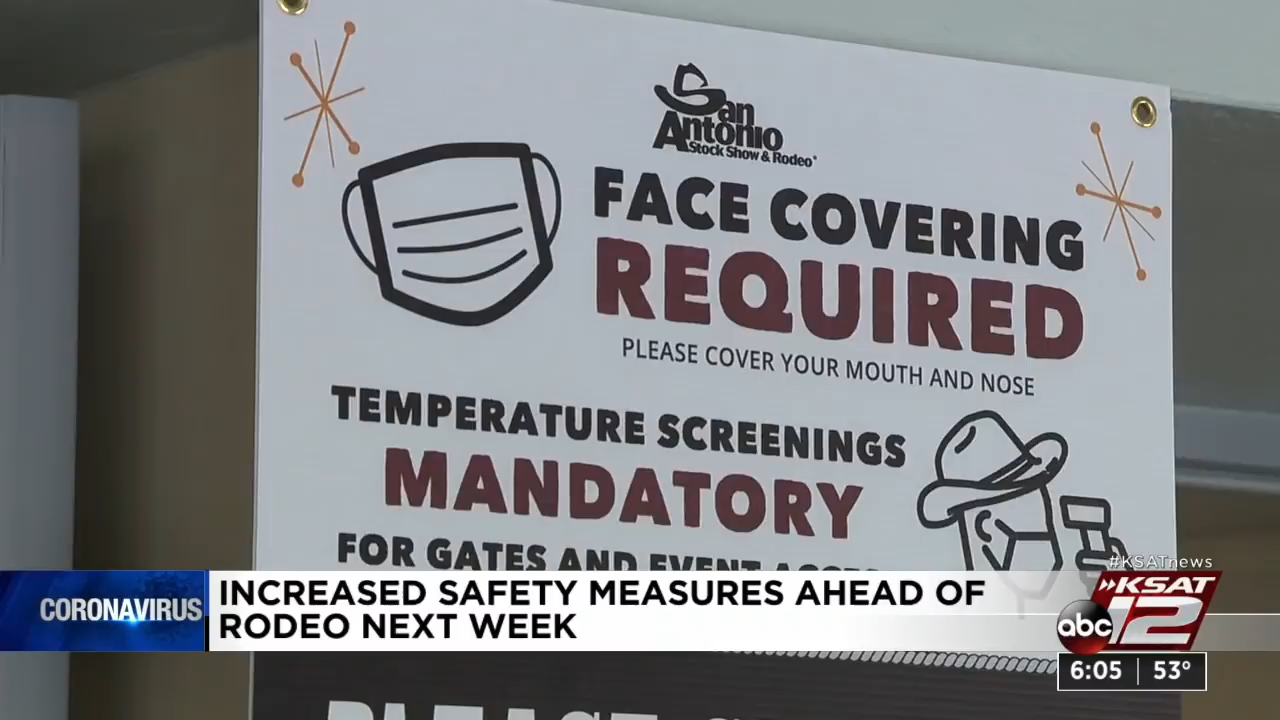 San
Antonio
Stock Show & Rodeo
FACE COVERING
REQUIRED
PLEASE COVER YOUR MOUTH AND NOSE
TEMPERATURE SCREENINGS
MANDATORY
FOR GATES AND EVENT
#KSATnews
CORONAVIRUS
INCREASED SAFETY MEASURES AHEAD OF
RODEO NEXT WEEK
KSAT
abc 12
6:05 53°
PLEASE